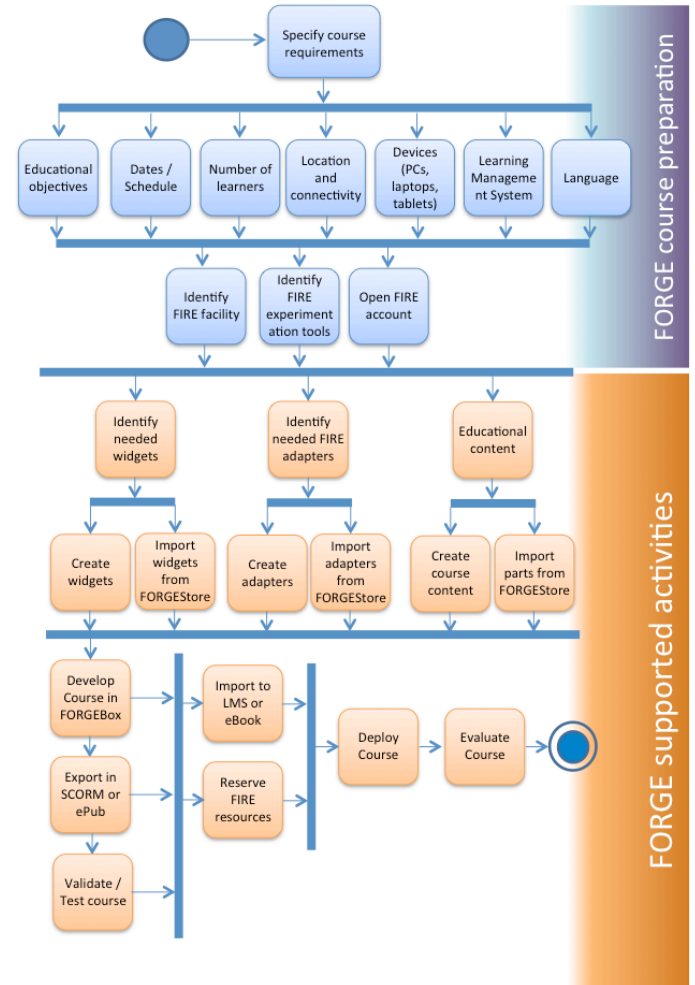 Specify course
requirements
Educational
objectives
Dates /
Schedule
Number of
learners
Location
and
connectivity
Devices
(PCs,
laptops,
tablets)
Learning
Manageme
nt System
Language
Identify
FIRE facility
Identify
FIRE
experiment
ation tools
Open FIRE
account
FORGE course preparation
Identify
needed
widgets
Identify
needed FIRE
adapters
Educational
content
Create
widgets
Import
widgets
from
FORGEStore
Create
adapters
Import
adapters
from
FORGEStore
Create
course
content
Import
parts from
FORGEStore
Develop
Course in
FORGEBox
Export in
SCORM or
ePub
Validate /
Test course
Import to
LMS or
eBook
Reserve
FIRE
resources
Deploy
Course
Evaluate
Course
FORGE supported activities